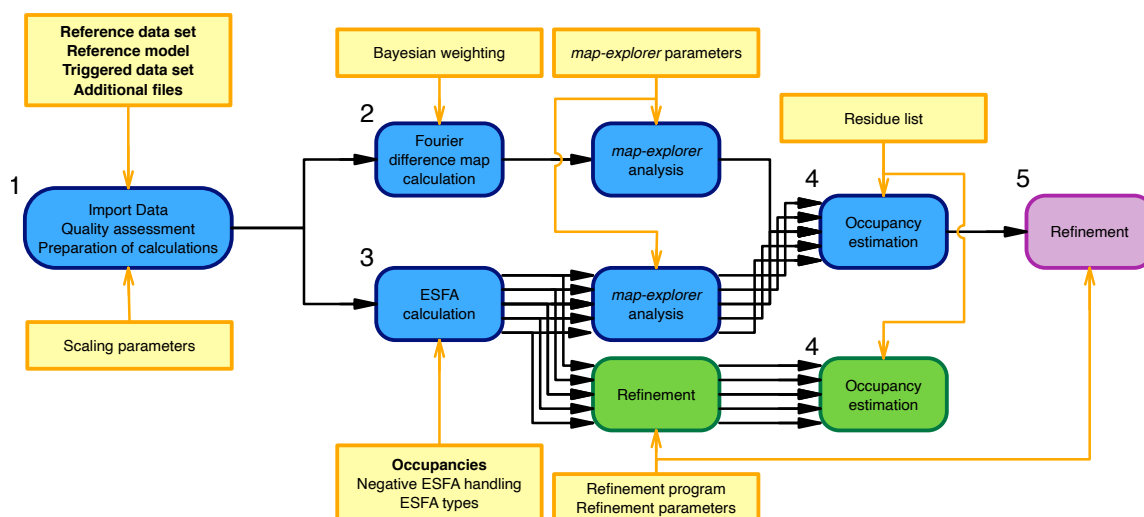 Reference data set
Reference model
Triggered data set
Additional files
Bayesian weighting
map-explorer parameters
Residue list
1
Import Data
Quality assessment
Preparation of calculations
Scaling parameters
2
Fourier
difference map
calculation
map-explorer
analysis
3
ESFA
calculation
map-explorer
analysis
4
Occupancy
estimation
5
Refinement
Refinement
4
Occupancy
estimation
Occupancies
Negative ESFA handling
ESFA types
Refinement program
Refinement parameters